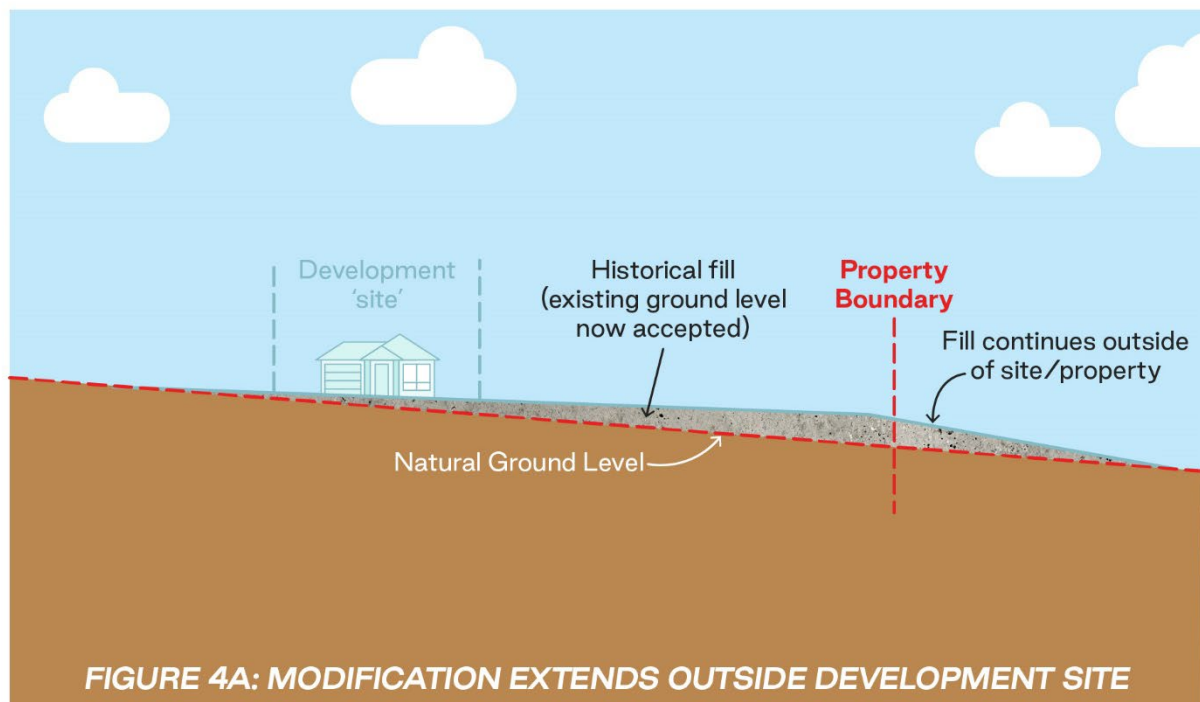 Development
'site'
Historical fill
(existing ground level
now accepted)
Property
Boundary
Fill continues outside
of site/property
Natural Ground Level
FIGURE 4A: MODIFICATION EXTENDS OUTSIDE DEVELOPMENT SITE